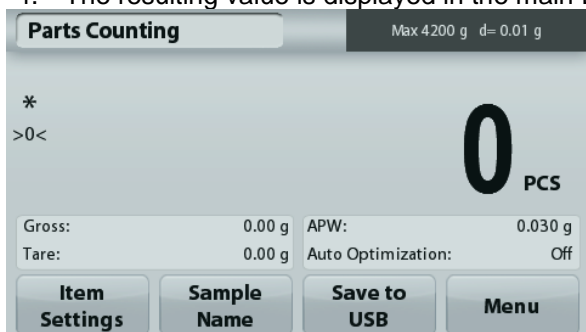 The resulting value is displayed in the main
Parts Counting
Max 4200 g d= 0.01 g
*
>0<
0 PCS
Gross: 0.00 g APW: 0.030 g
Tare: 0.00 g Auto Optimization: Off
Item Settings
Sample Name
Save to USB
Menu